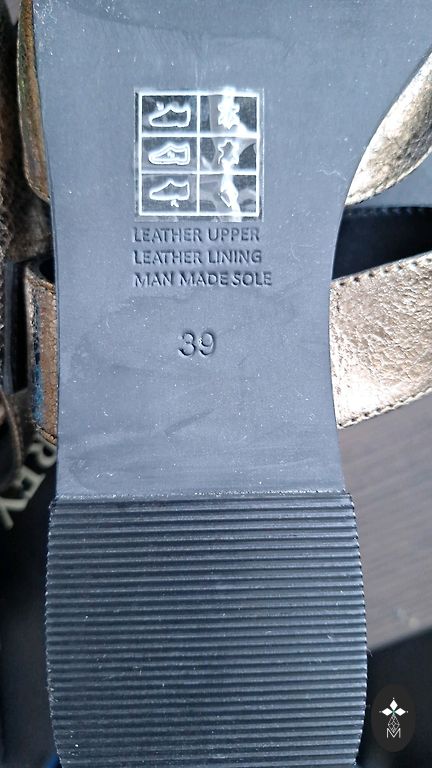 LEATHER UPPER
LEATHER LINING
MAN MADE SOLE
39